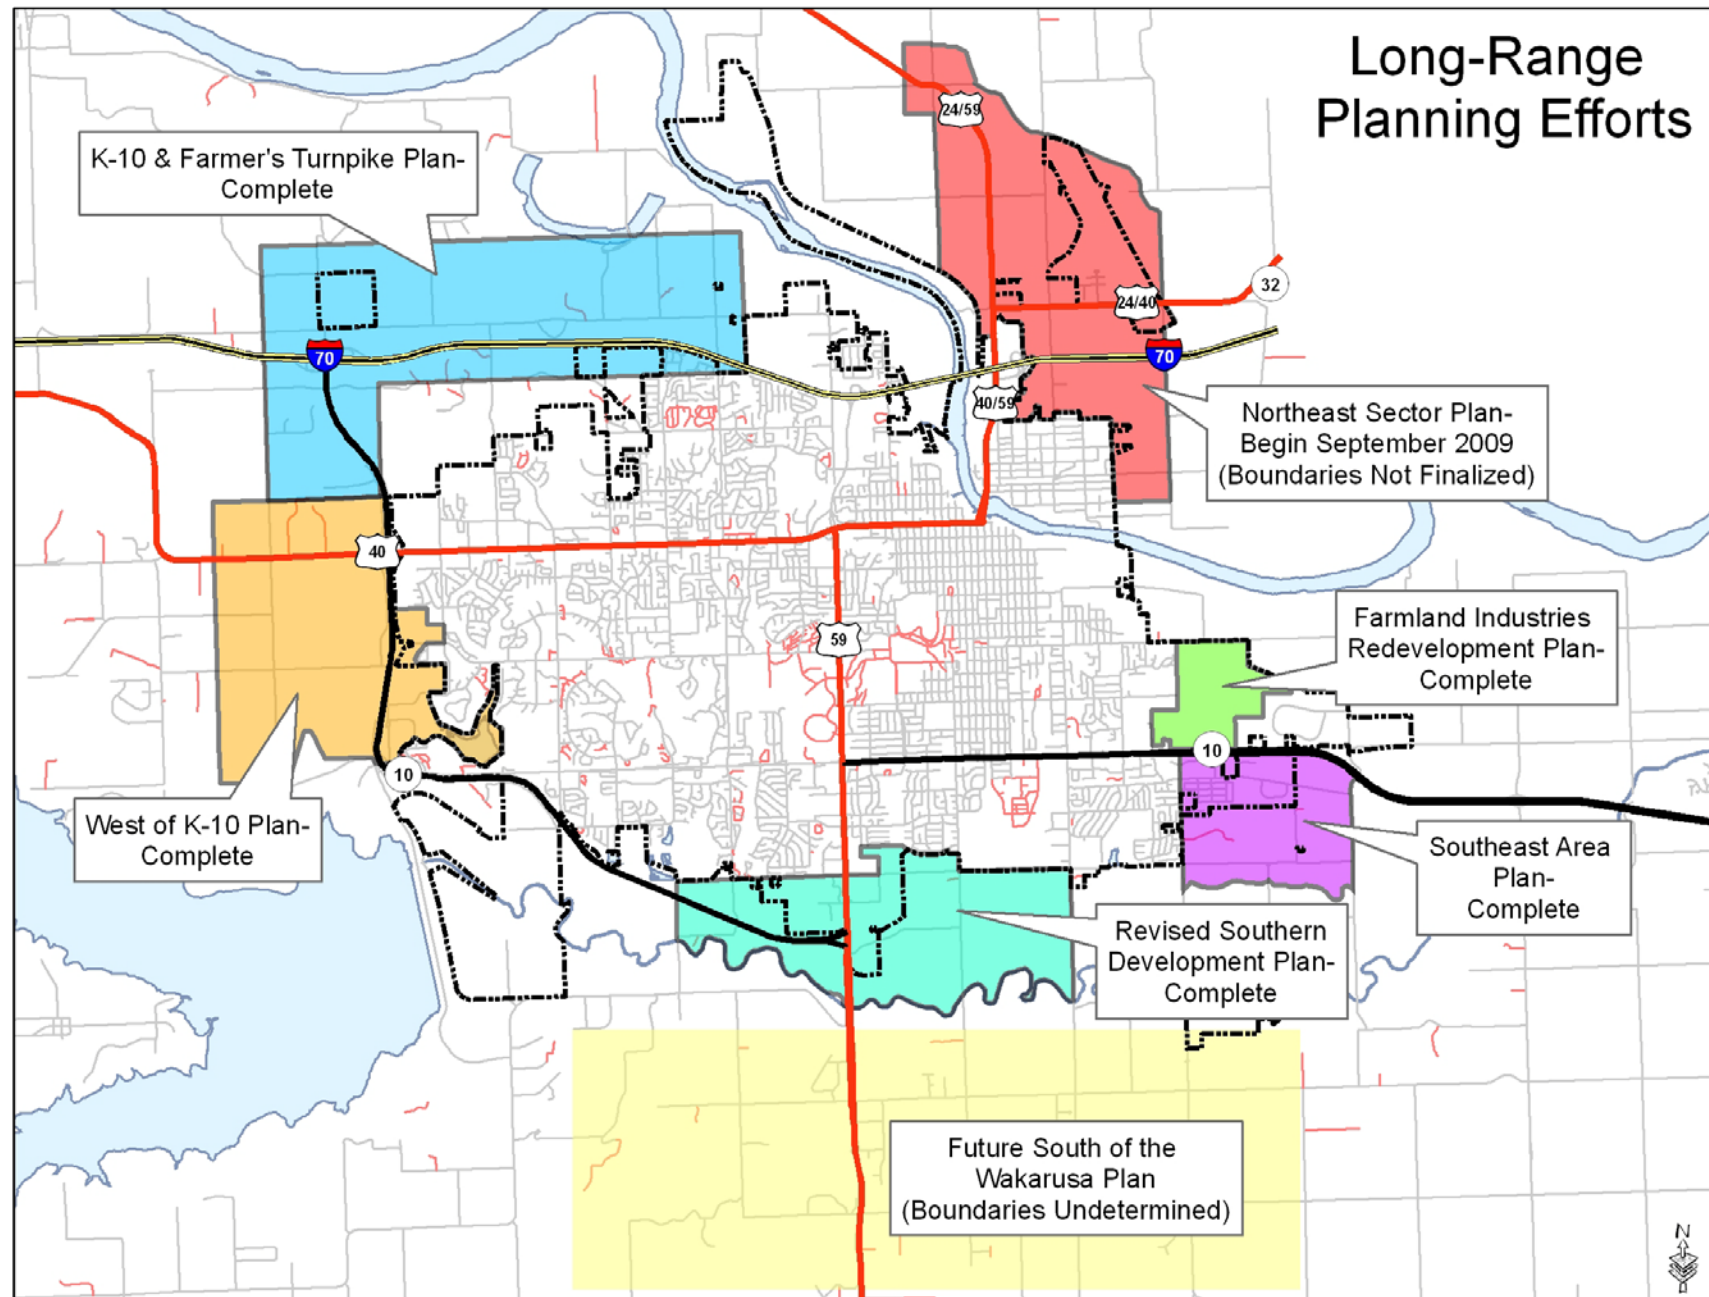 Long-Range
Planning Efforts
24/59
K-10 & Farmer's Turnpike Plan-
Complete
32
24/40
70
70
40/59
Northeast Sector Plan-
Begin September 2009
(Boundaries Not Finalized)
40
59
Farmland Industries
Redevelopment Plan-
Complete
10
10
West of K-10 Plan-
Complete
Southeast Area
Plan-
Complete
Revised Southern
Development Plan-
Complete
Future South of the
Wakarusa Plan
(Boundaries Undetermined)
N